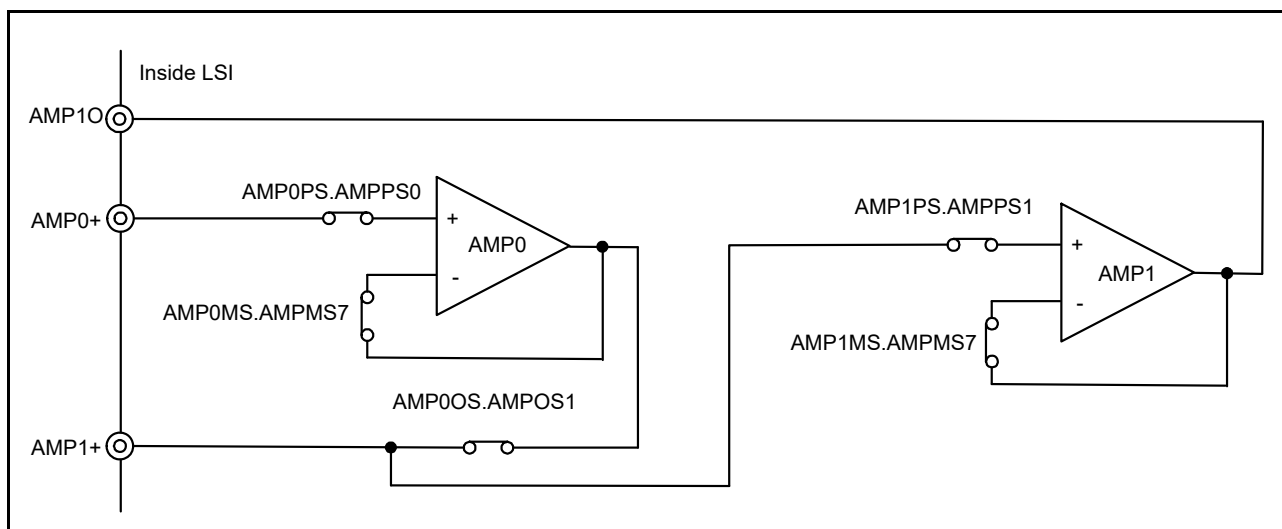 Inside LSI
AMP1O
AMP0PS.AMPPS0
AMP0+
+
AMP0
-
AMP0MS.AMPMS7
AMP1PS.AMPPS1
+
AMP1
-
AMP1MS.AMPMS7
AMP0OS.AMPOS1
AMP1+